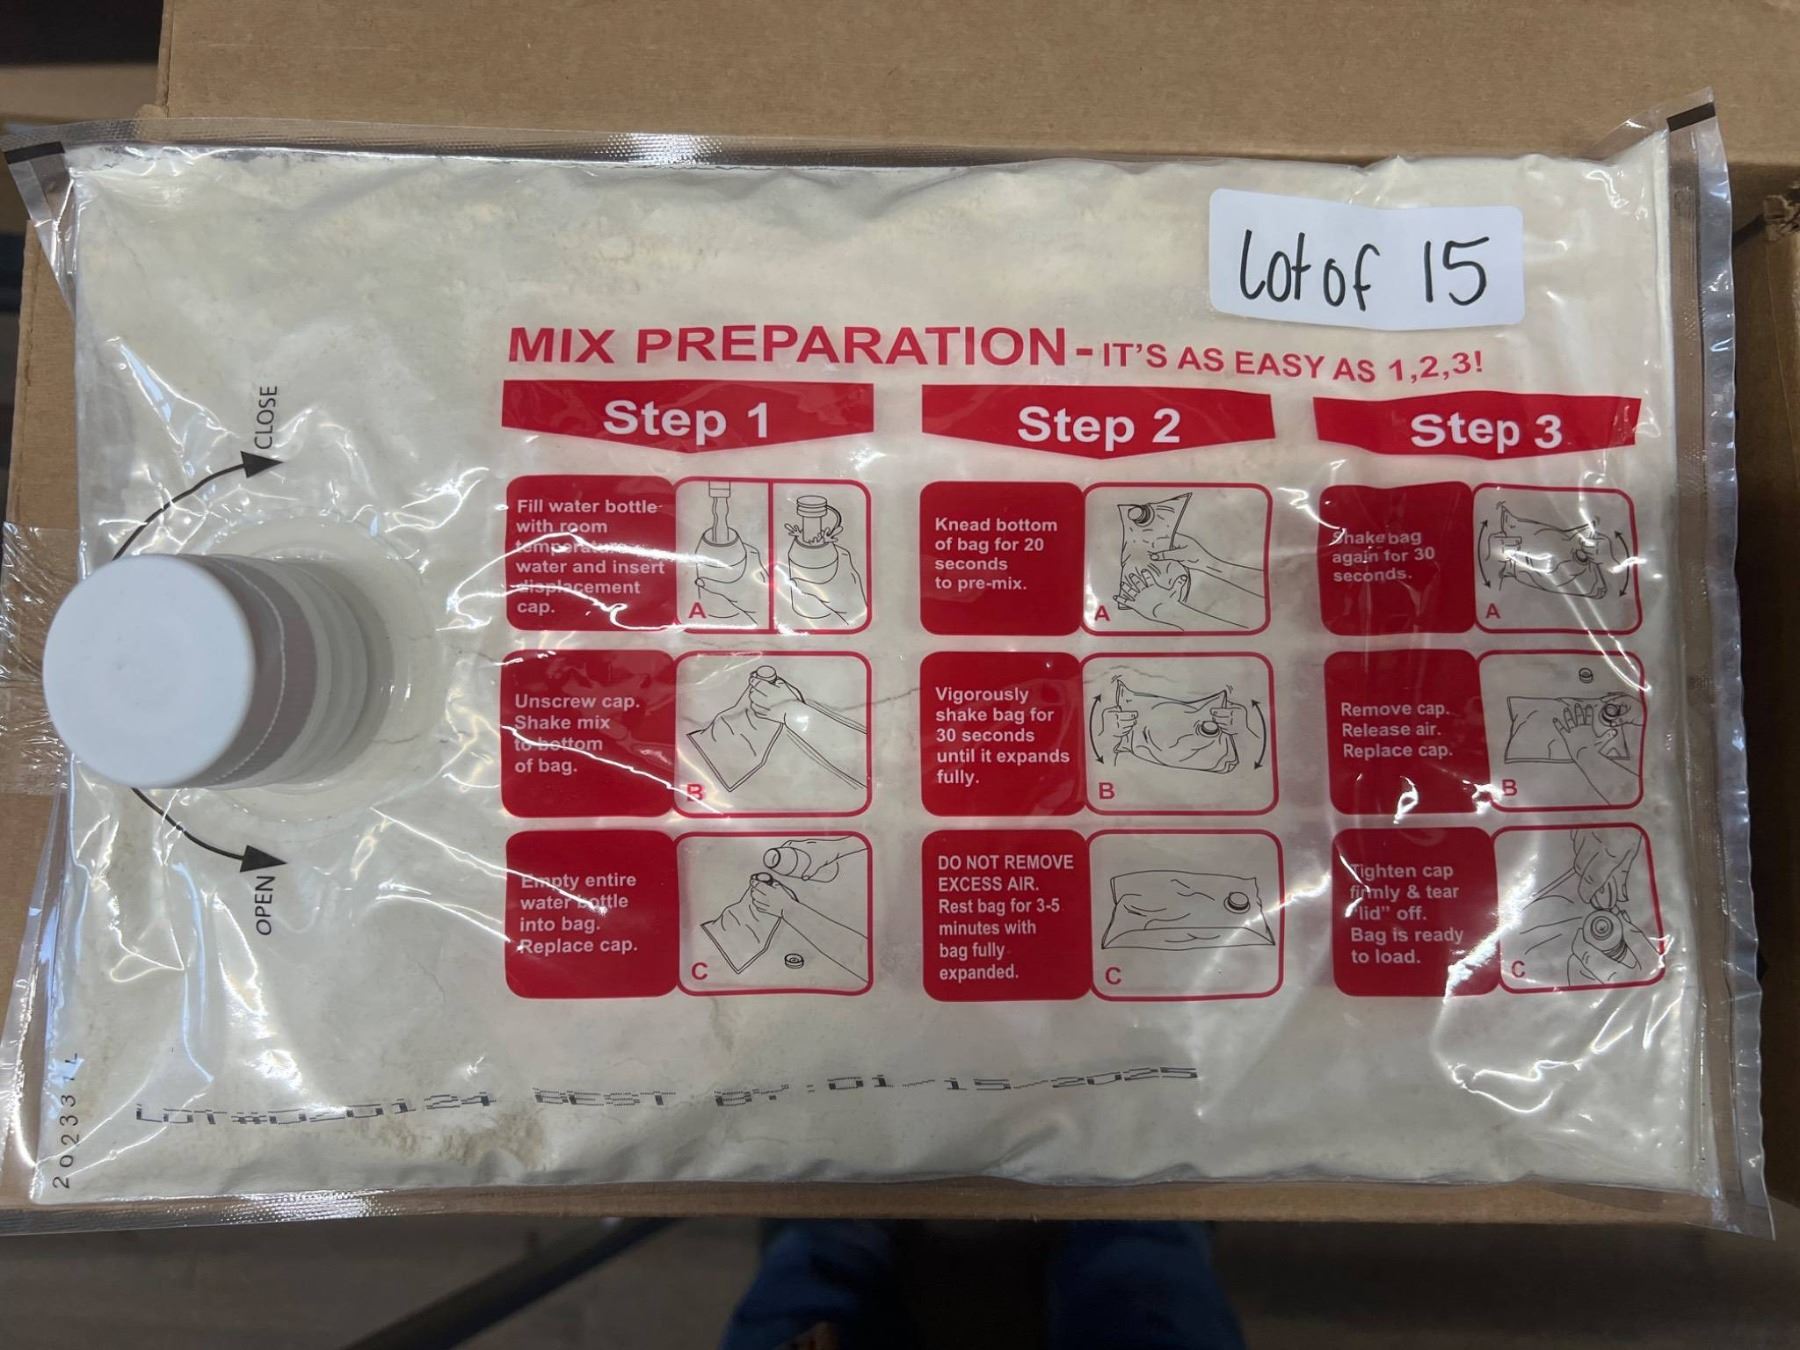 Lot of 15
MIX PREPARATION - IT'S AS EASY AS 1,2,3!
Step 1
Fill water bottle
with room
temperature
water and insert
displacement
cap.
A
Unscrew cap.
Shake mix
to bottom
of bag.
B
Empty entire
water bottle
into bag.
Replace cap.
C
Step 2
Knead bottom
of bag for 20
seconds
to pre-mix.
A
Vigorously
shake bag for
30 seconds
until it expands
fully.
B
DO NOT REMOVE
EXCESS AIR.
Rest bag for 3-5
minutes with
bag fully
expanded.
C
Step 3
Shake bag
again for 30
seconds.
A
Remove cap.
Release air.
Replace cap.
B
Tighten cap
firmly & tear
"lid" off.
Bag is ready
to load.
C
CLOSE
OPEN
BEST BY: 01-15-2025